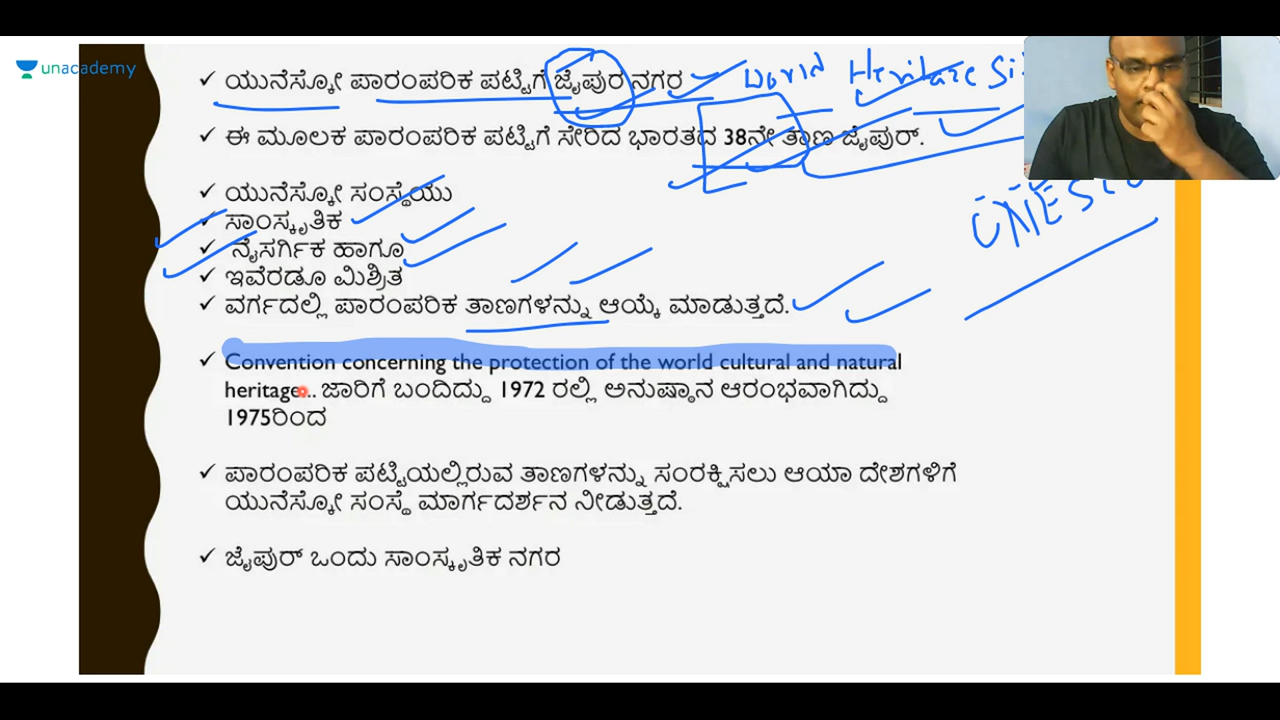 unacademy
ಯುನೆಸ್ಕೋ ಪಾರಂಪರಿಕ ಪಟ್ಟಿಗೆ ಜೈಪುರ ನಗರ World Heritage
ಈ ಮೂಲಕ ಪಾರಂಪರಿಕ ಪಟ್ಟಿಗೆ ಸೇರಿದ ಭಾರತದ 38ನೇ ತಾಣ ಜೈಪುರ್.
ಯುನೆಸ್ಕೋ ಸಂಸ್ಥೆಯು
ಸಾಂಸ್ಕೃತಿಕ
ನೈಸರ್ಗಿಕ ಹಾಗೂ
ಇವೆರಡೂ ಮಿಶ್ರಿತ
ವರ್ಗದಲ್ಲಿ ಪಾರಂಪರಿಕ ತಾಣಗಳನ್ನು ಆಯ್ಕೆ ಮಾಡುತ್ತದೆ.
Convention concerning the protection of the world cultural and natural
heritage.. ಜಾರಿಗೆ ಬಂದಿದ್ದು 1972 ರಲ್ಲಿ ಅನುಷ್ಠಾನ ಆರಂಭವಾಗಿದ್ದು
1975ರಿಂದ
ಪಾರಂಪರಿಕ ಪಟ್ಟಿಯಲ್ಲಿರುವ ತಾಣಗಳನ್ನು ಸಂರಕ್ಷಿಸಲು ಆಯಾ ದೇಶಗಳಿಗೆ
ಯುನೆಸ್ಕೋ ಸಂಸ್ಥೆ ಮಾರ್ಗದರ್ಶನ ನೀಡುತ್ತದೆ.
ಜೈಪುರ್ ಒಂದು ಸಾಂಸ್ಕೃತಿಕ ನಗರ